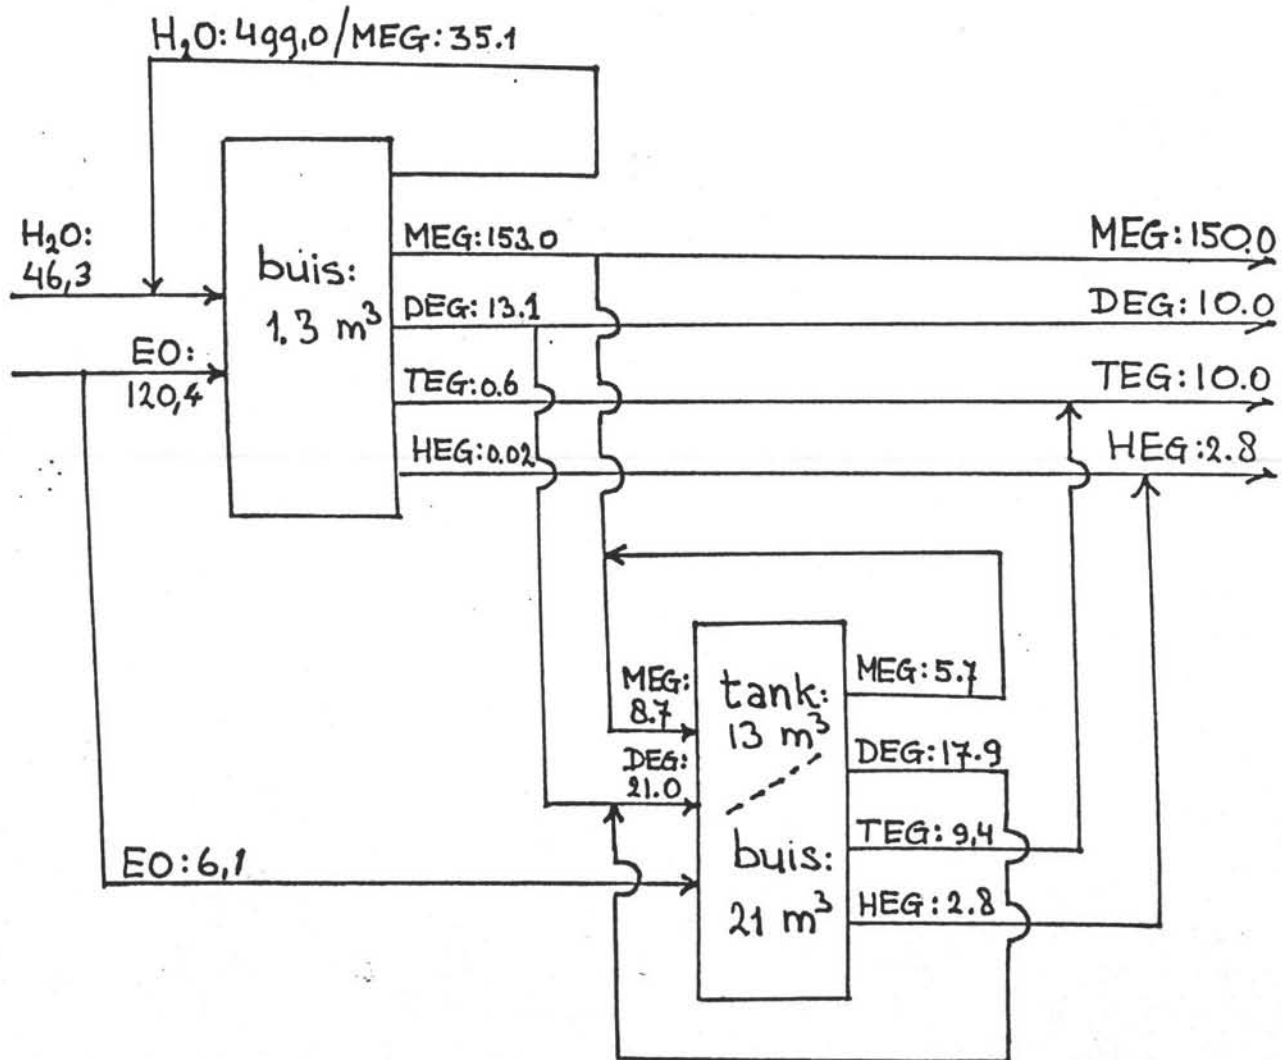 H₂O: 499,0/MEG: 35.1
H₂O:
46,3
EO:
120,4
buis:
1.3 m³
MEG: 153.0
DEG: 13.1
TEG: 0.6
HEG: 0.02
MEG: 150.0
DEG: 10.0
TEG: 10.0
HEG: 2.8
EO: 6,1
MEG:
8.7
DEG:
21.0
tank:
13 m³
buis:
21 m³
MEG: 5.7
DEG: 17.9
TEG: 9,4
HEG: 2.8